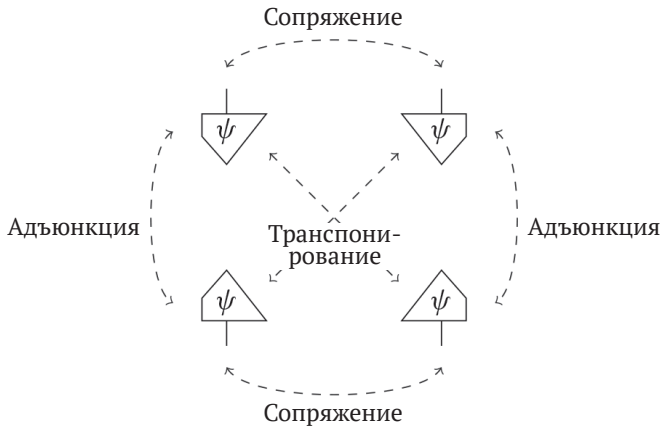 Сопряжение
ψ
ψ
Адъюнкция
Адъюнкция
Транспони-
рование
ψ
ψ
Сопряжение